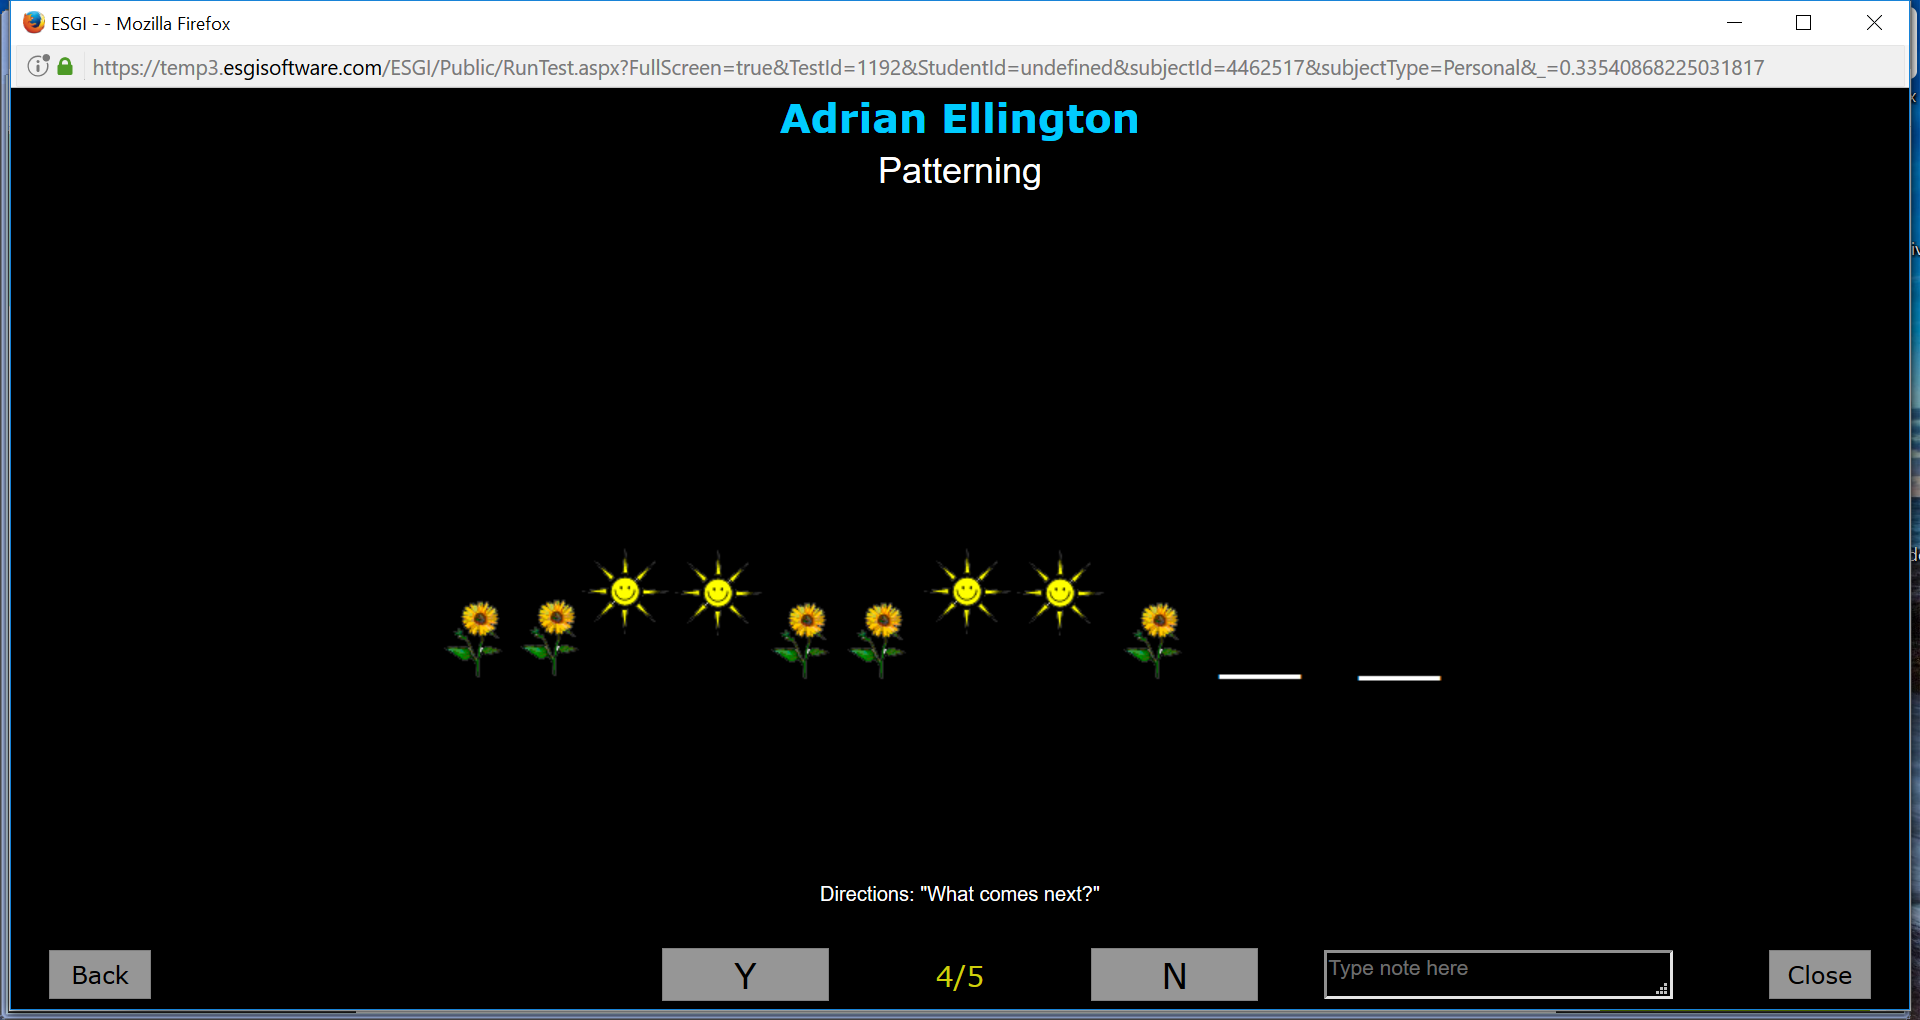 ESGI - - Mozilla Firefox
https://temp3.esgisoftware.com/ESGI/Public/RunTest.aspx?FullScreen=true&TestId=1192&StudentId=undefined&subjectId=4462517&subjectType=Personal&_=0.33540868225031817
Adrian Ellington
Patterning
Directions: "What comes next?"
Back
Y
4/5
N
Type note here
Close